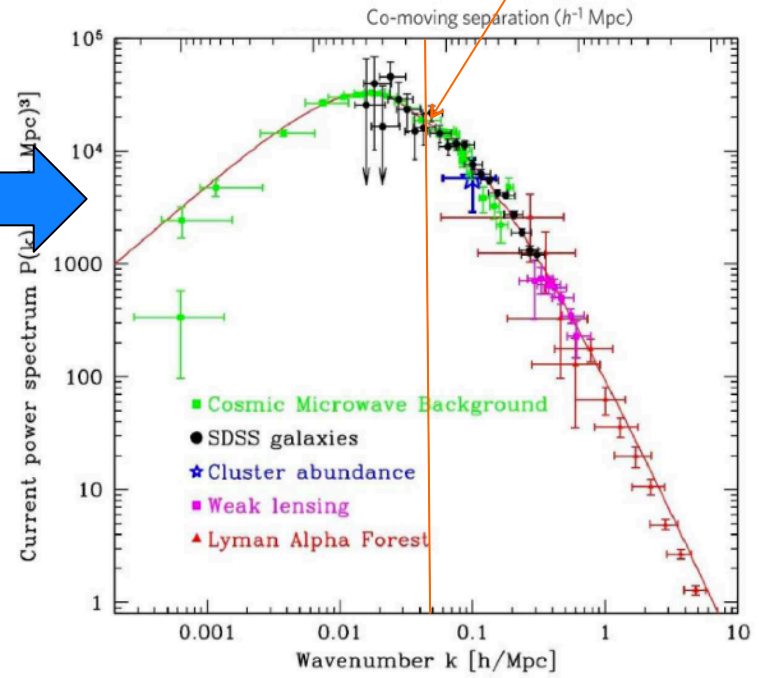 Co-moving separation (h⁻¹ Mpc)
10⁵
10⁴
1000
100
10
1
Current power spectrum P(k) Mpc)³]
Cosmic Microwave Background
SDSS galaxies
Cluster abundance
Weak lensing
Lyman Alpha Forest
0.001 0.01 0.1 1 10
Wavenumber k [h/Mpc]